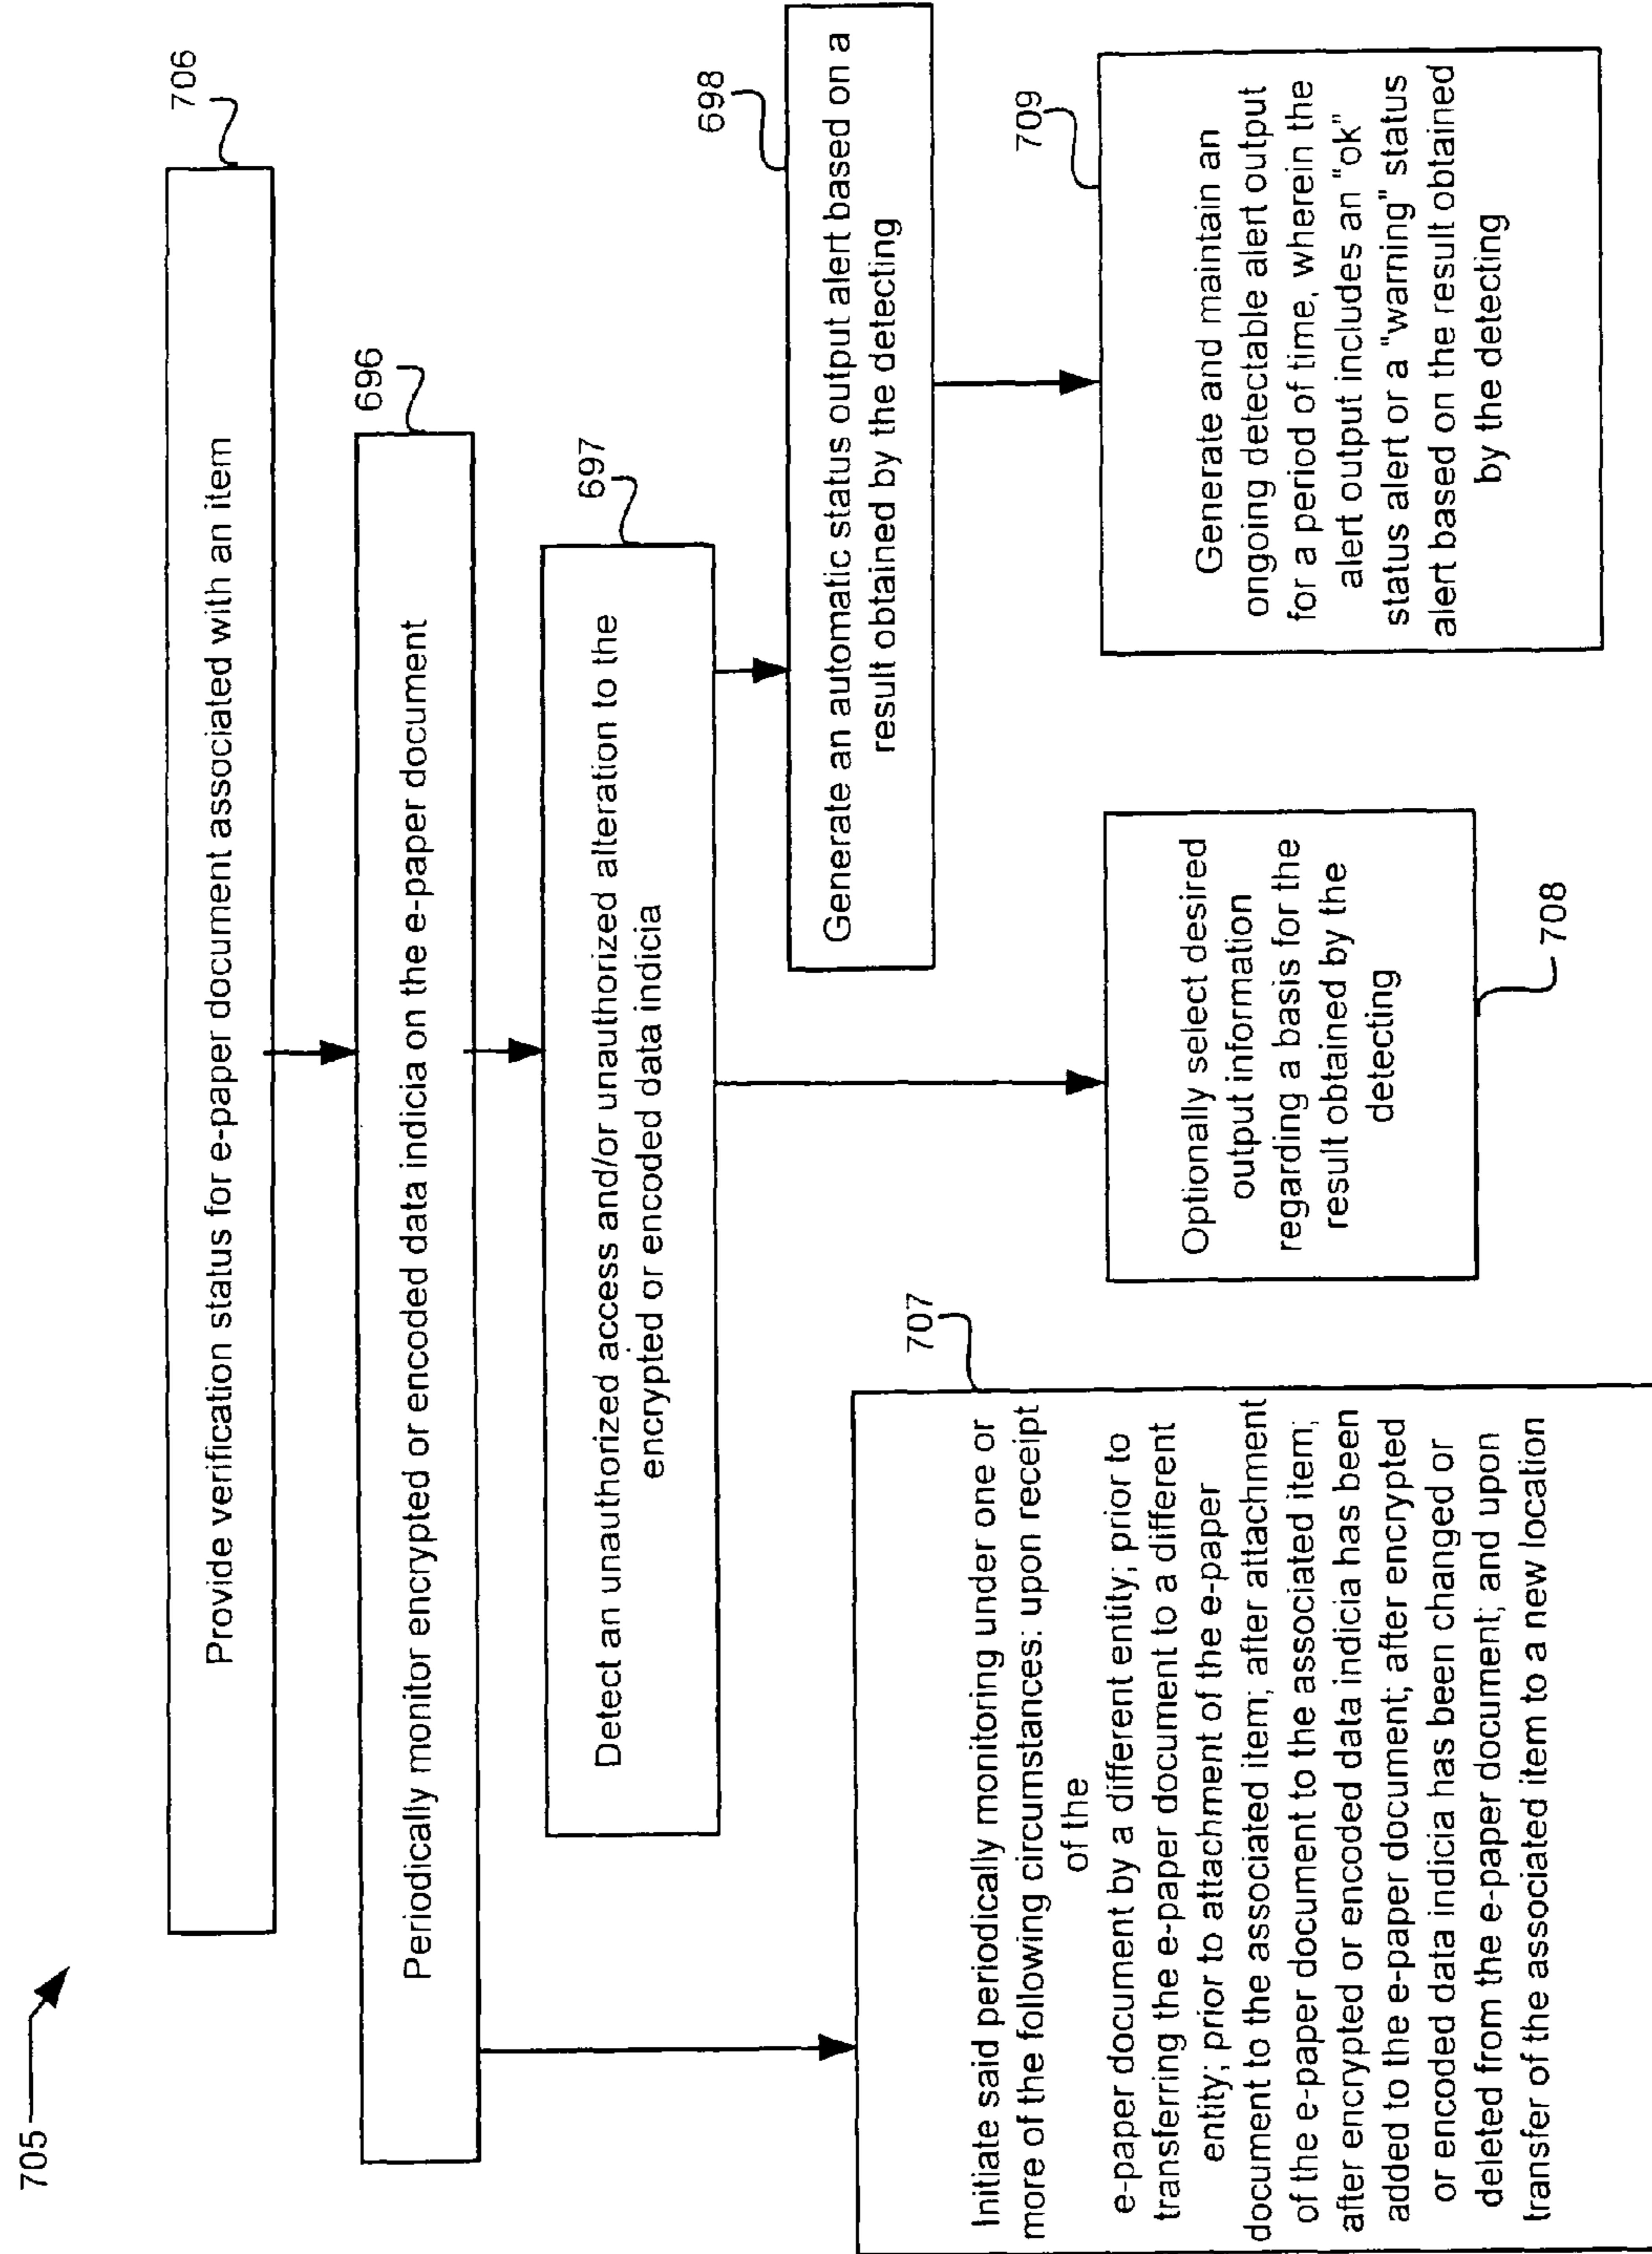 705
706
Provide verification status for e-paper document associated with an item
696
Periodically monitor encrypted or encoded data indicia on the e-paper document
697
Detect an unauthorized access and/or unauthorized alteration to the
encrypted or encoded data indicia
698
Generate an automatic status output alert based on a
result obtained by the detecting
707
Initiate said periodically monitoring under one or
more of the following circumstances: upon receipt
of the
e-paper document by a different entity; prior to
transferring the e-paper document to a different
entity; prior to attachment of the e-paper
document to the associated item; after attachment
of the e-paper document to the associated item;
after encrypted or encoded data indicia has been
added to the e-paper document; after encrypted
or encoded data indicia has been changed or
deleted from the e-paper document; and upon
transfer of the associated item to a new location
Optionally select desired
output information
regarding a basis for the
result obtained by the
detecting
708
709
Generate and maintain an
ongoing detectable alert output
for a period of time, wherein the
alert output includes an "ok"
status alert or a "warning" status
alert based on the result obtained
by the detecting